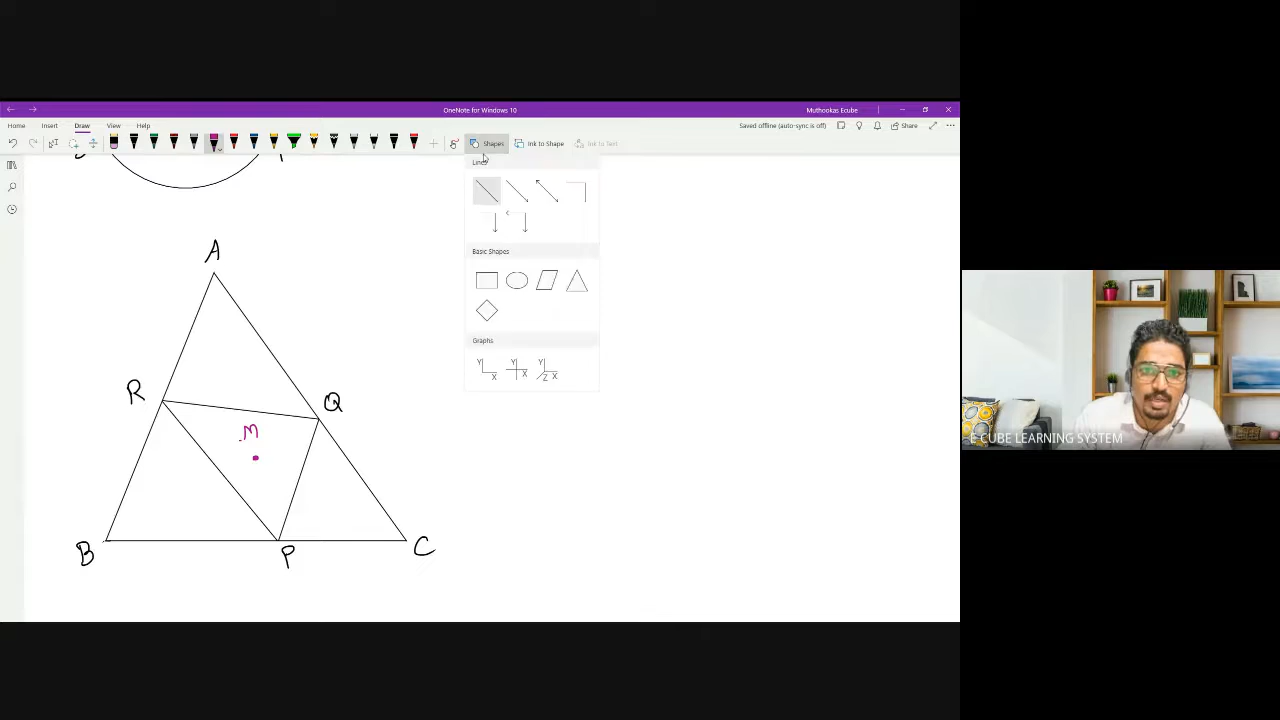 OneNote for Windows 10
Muthookas Ecube
Home Insert Draw View Help
Saved offline (auto-sync is off)
Share
Shapes
Ink to Shape
Ink to Text
Lines
Basic Shapes
Graphs
Y X Y X Y Z X
A
R
Q
M
B
P
C
E CUBE LEARNING SYSTEM